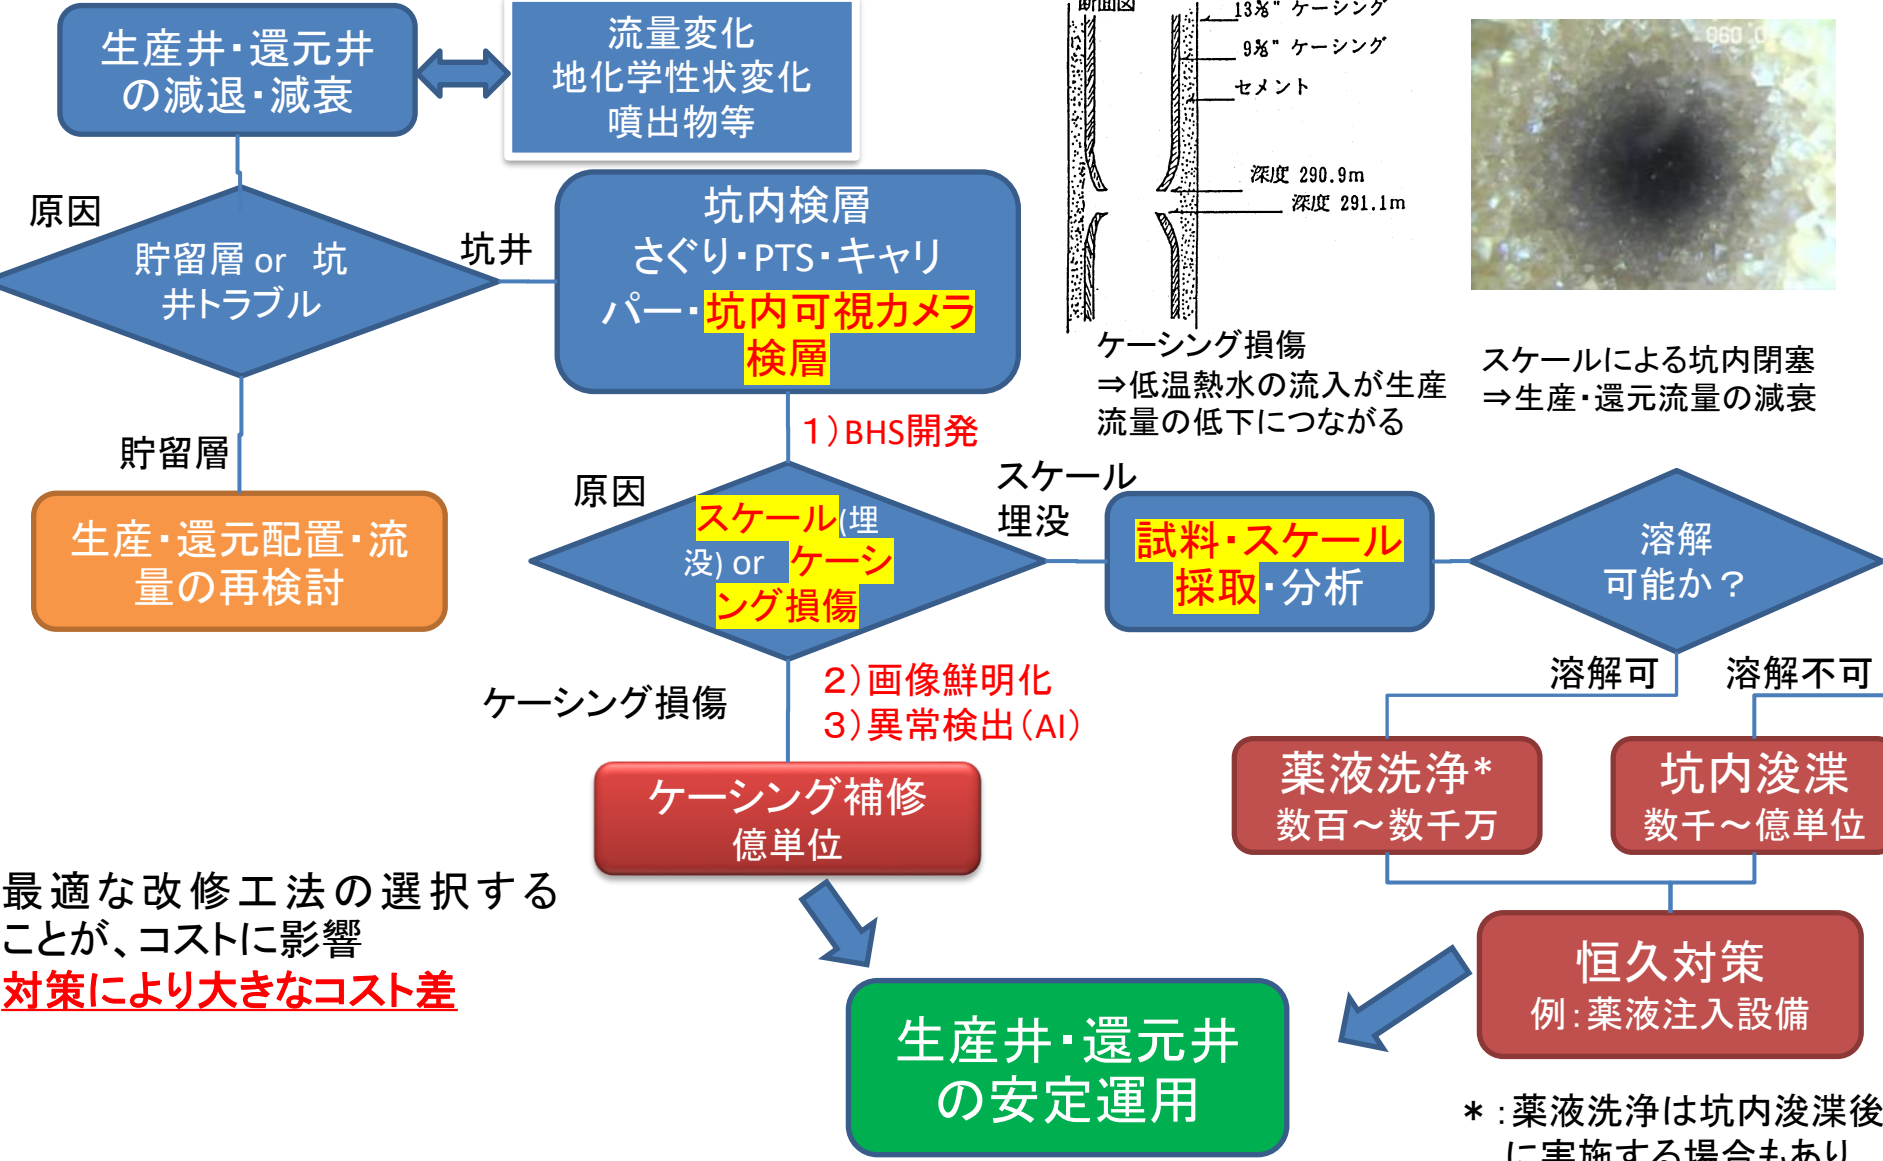 生産井・還元井
の減退・減衰
流量変化
地化学性状変化
噴出物等
断面図
13⅜" ケーシング
9⅝" ケーシング
セメント
深度 290.9m
深度 291.1m
060.0
原因
貯留層 or 坑
井トラブル
坑井
坑内検層
さぐり・PTS・キャリ
パー・坑内可視カメラ
検層
ケーシング損傷
⇒低温熱水の流入が生産
流量の低下につながる
スケールによる坑内閉塞
⇒生産・還元流量の減衰
1)BHS開発
貯留層
生産・還元配置・流
量の再検討
原因
スケール(埋
没) or ケーシ
ング損傷
スケール
埋没
試料・スケール
採取・分析
溶解
可能か？
ケーシング損傷
2)画像鮮明化
3)異常検出(AI)
溶解可
溶解不可
ケーシング補修
億単位
薬液洗浄*
数百～数千万
坑内浚渫
数千～億単位
最適な改修工法の選択する
ことが、コストに影響
対策により大きなコスト差
恒久対策
例：薬液注入設備
生産井・還元井
の安定運用
*：薬液洗浄は坑内浚渫後
に実施する場合もあり